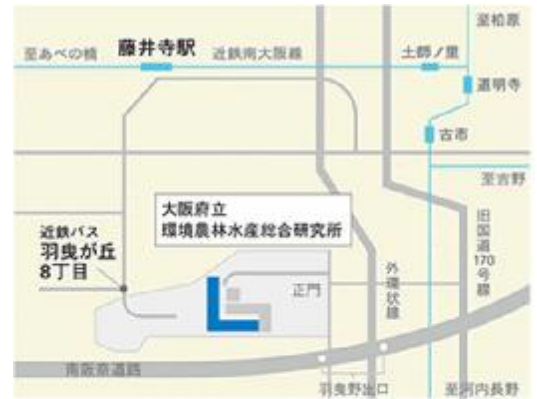 至柏原
至あべの橋
藤井寺駅
近鉄南大阪線
土師ノ里
道明寺
古市
至吉野
大阪府立
環境農林水産総合研究所
近鉄バス
羽曳が丘
8丁目
正門
外環状線
旧国道170号線
南阪奈道路
羽曳野出口
至河内長野